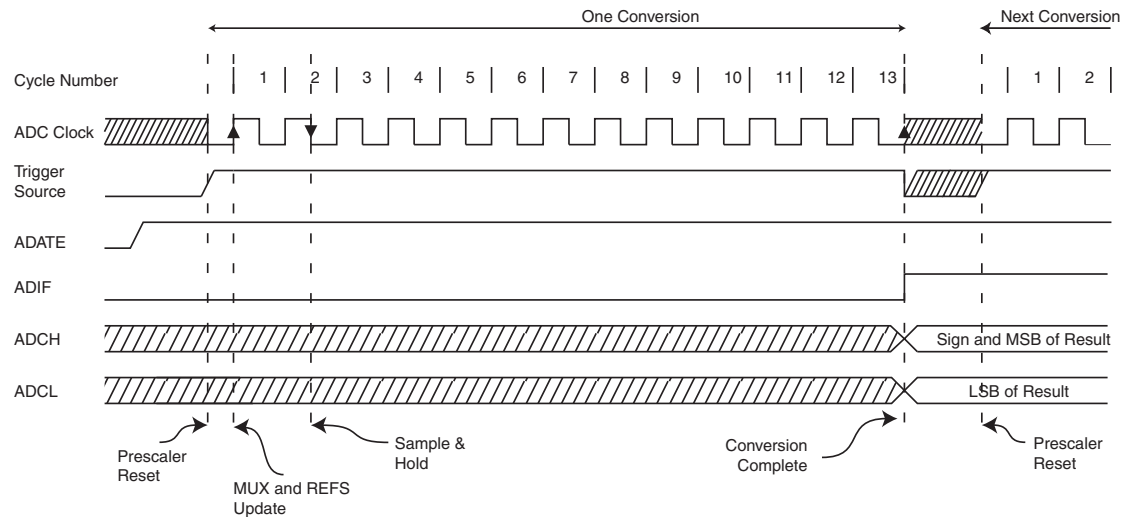 One Conversion
Next Conversion
Cycle Number
1 2 3 4 5 6 7 8 9 10 11 12 13 1 2
ADC Clock
Trigger
Source
ADATE
ADIF
ADCH
Sign and MSB of Result
ADCL
LSB of Result
Prescaler
Reset
MUX and REFS
Update
Sample &
Hold
Conversion
Complete
Prescaler
Reset